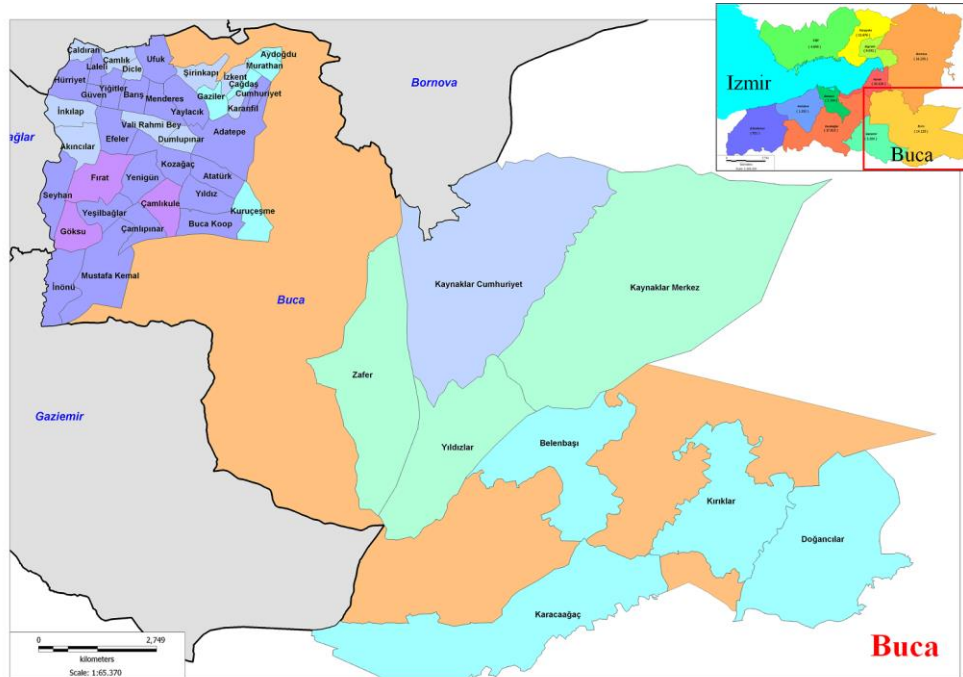 Çaldıran
Laleli
Çamlık
Dicle
Ufuk
Aydoğdu
Murathan
Şirinkapı
İzkent
Çağdaş
Hürriyet
Yiğitler
Güven
Barış
Menderes
Gaziler
Cumhuriyet
Yaylacık
Karanfil
İnkılap
Vali Rahmi Bey
Adatepe
Efeler
Dumlupınar
Akıncılar
Kozağaç
Fırat
Yenigün
Atatürk
Seyhan
Yıldız
Çamlıkule
Yeşilbağlar
Kuruçeşme
Göksu
Çamlıpınar
Buca Koop
Mustafa Kemal
İnönü
ağlar
Bornova
Buca
Gaziemir
Kaynaklar Cumhuriyet
Kaynaklar Merkez
Zafer
Yıldızlar
Belenbaşı
Kırıklar
Doğancılar
Karacaağaç
Izmir
Buca
0 2,749
kilometers
Scale: 1:65.370
Buca